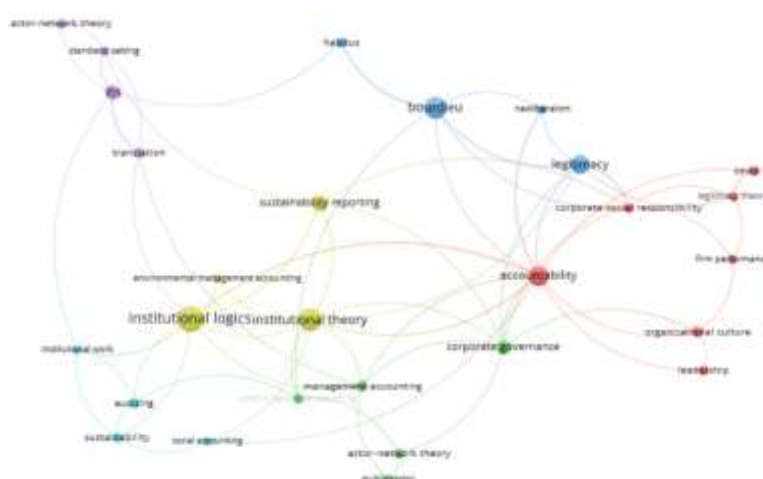 actor-network theory
standard setting
habitus
bourdieu
neoliberalism
translation
legitimacy
sustainability reporting
corporate social responsibility
legitimacy theory
firm performance
environmental management accounting
accountability
institutional logics
institutional theory
organizational culture
institutional work
corporate governance
leadership
management accounting
auditing
sustainability
social accounting
actor-network theory